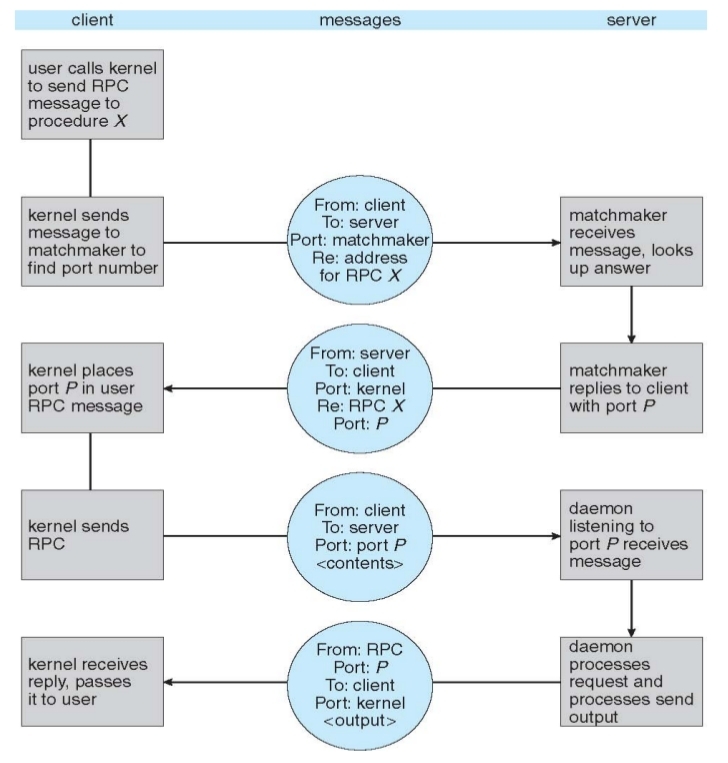 client messages server
user calls kernel
to send RPC
message to
procedure X
kernel sends
message to
matchmaker to
find port number
From: client
To: server
Port: matchmaker
Re: address
for RPC X
matchmaker
receives
message, looks
up answer
kernel places
port P in user
RPC message
From: server
To: client
Port: kernel
Re: RPC X
Port: P
matchmaker
replies to client
with port P
kernel sends
RPC
From: client
To: server
Port: port P
<contents>
daemon
listening to
port P receives
message
kernel receives
reply, passes
it to user
From: RPC
Port: P
To: client
Port: kernel
<output>
daemon
processes
request and
processes send
output